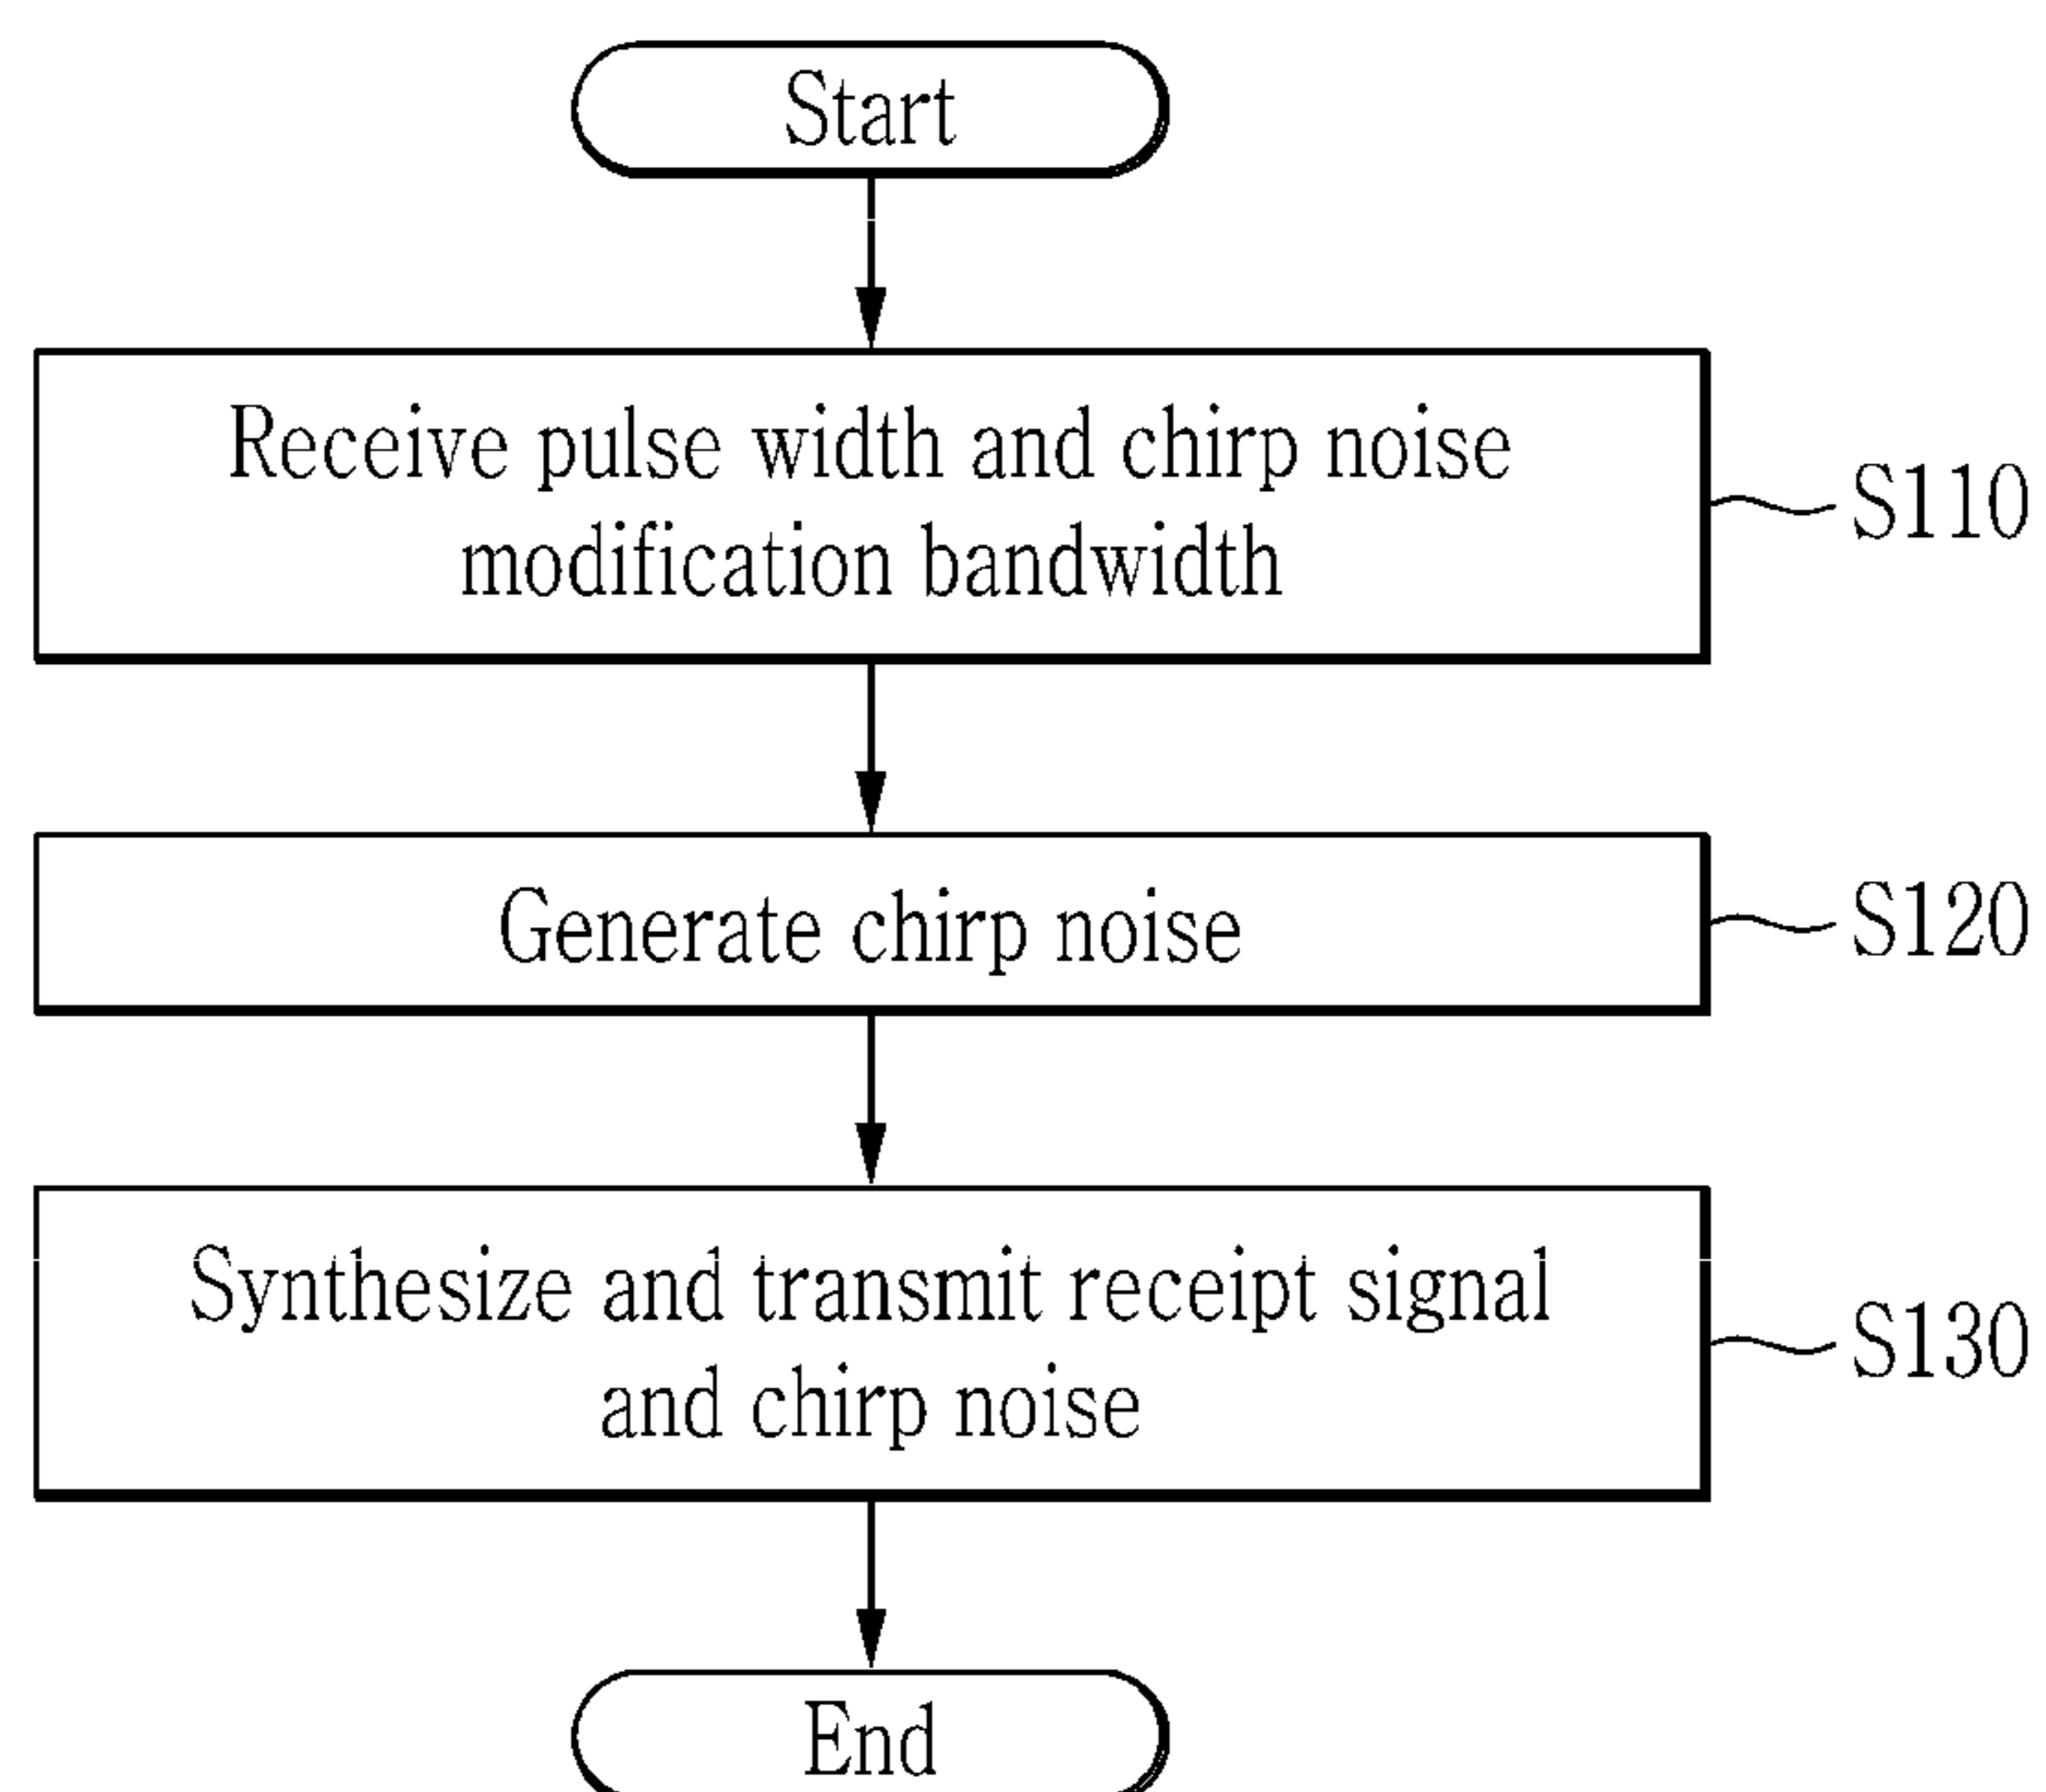 Start
Receive pulse width and chirp noise
modification bandwidth
S110
Generate chirp noise
S120
Synthesize and transmit receipt signal
and chirp noise
S130
End